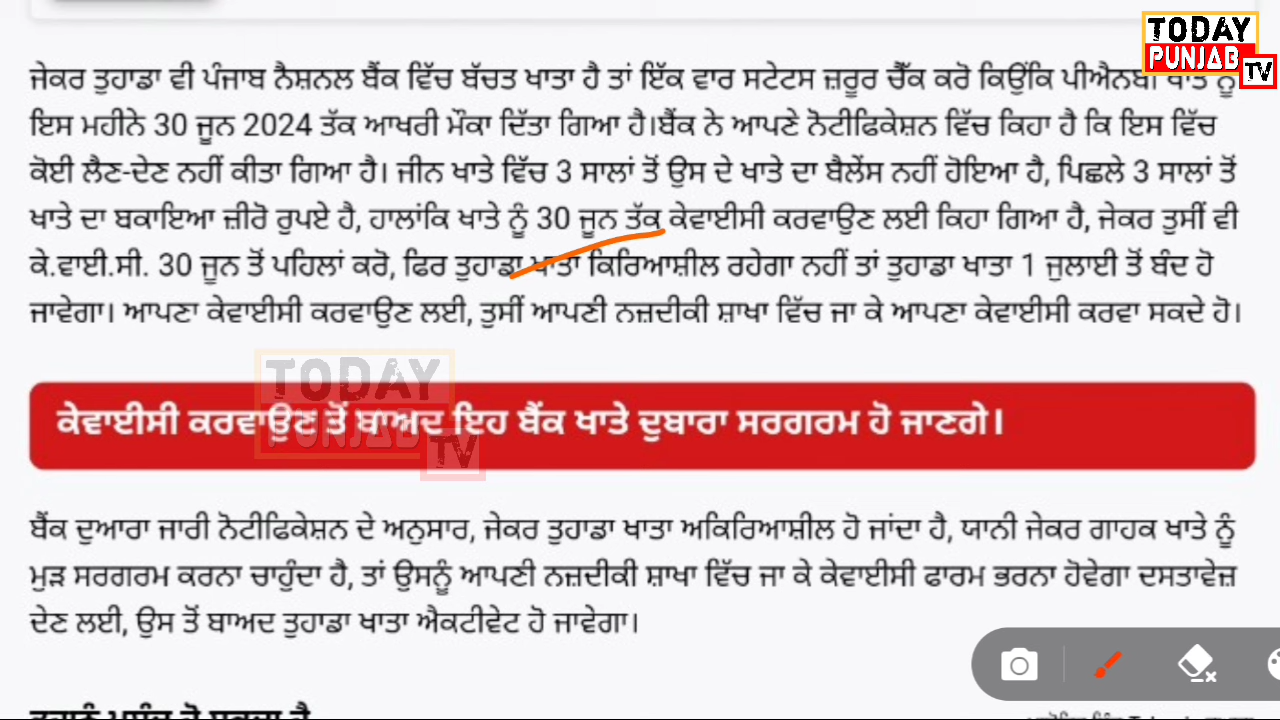 TODAY
PUNJAB
TV
ਜੇਕਰ ਤੁਹਾਡਾ ਵੀ ਪੰਜਾਬ ਨੈਸ਼ਨਲ ਬੈਂਕ ਵਿੱਚ ਬੱਚਤ ਖਾਤਾ ਹੈ ਤਾਂ ਇੱਕ ਵਾਰ ਸਟੇਟਸ ਜ਼ਰੂਰ ਚੈੱਕ ਕਰੋ ਕਿਉਂਕਿ ਪੀਐਨਬੀ ਖਾਤੇ ਨੂੰ
ਇਸ ਮਹੀਨੇ 30 ਜੂਨ 2024 ਤੱਕ ਆਖਰੀ ਮੌਕਾ ਦਿੱਤਾ ਗਿਆ ਹੈ।ਬੈਂਕ ਨੇ ਆਪਣੇ ਨੋਟੀਫਿਕੇਸ਼ਨ ਵਿੱਚ ਕਿਹਾ ਹੈ ਕਿ ਇਸ ਵਿੱਚ
ਕੋਈ ਲੈਣ-ਦੇਣ ਨਹੀਂ ਕੀਤਾ ਗਿਆ ਹੈ। ਜੀਨ ਖਾਤੇ ਵਿੱਚ 3 ਸਾਲਾਂ ਤੋਂ ਉਸ ਦੇ ਖਾਤੇ ਦਾ ਬੈਲੇਂਸ ਨਹੀਂ ਹੋਇਆ ਹੈ, ਪਿਛਲੇ 3 ਸਾਲਾਂ ਤੋਂ
ਖਾਤੇ ਦਾ ਬਕਾਇਆ ਜ਼ੀਰੋ ਰੁਪਏ ਹੈ, ਹਾਲਾਂਕਿ ਖਾਤੇ ਨੂੰ 30 ਜੂਨ ਤੱਕ ਕੇਵਾਈਸੀ ਕਰਵਾਉਣ ਲਈ ਕਿਹਾ ਗਿਆ ਹੈ, ਜੇਕਰ ਤੁਸੀਂ ਵੀ
ਕੇ.ਵਾਈ.ਸੀ. 30 ਜੂਨ ਤੋਂ ਪਹਿਲਾਂ ਕਰੋ, ਫਿਰ ਤੁਹਾਡਾ ਖਾਤਾ ਕਿਰਿਆਸ਼ੀਲ ਰਹੇਗਾ ਨਹੀਂ ਤਾਂ ਤੁਹਾਡਾ ਖਾਤਾ 1 ਜੁਲਾਈ ਤੋਂ ਬੰਦ ਹੋ
ਜਾਵੇਗਾ। ਆਪਣਾ ਕੇਵਾਈਸੀ ਕਰਵਾਉਣ ਲਈ, ਤੁਸੀਂ ਆਪਣੀ ਨਜ਼ਦੀਕੀ ਸ਼ਾਖਾ ਵਿੱਚ ਜਾ ਕੇ ਆਪਣਾ ਕੇਵਾਈਸੀ ਕਰਵਾ ਸਕਦੇ ਹੋ।
TODAY
PUNJAB
TV
ਕੇਵਾਈਸੀ ਕਰਵਾਉਣ ਤੋਂ ਬਾਅਦ ਇਹ ਬੈਂਕ ਖਾਤੇ ਦੁਬਾਰਾ ਸਰਗਰਮ ਹੋ ਜਾਣਗੇ।
ਬੈਂਕ ਦੁਆਰਾ ਜਾਰੀ ਨੋਟੀਫਿਕੇਸ਼ਨ ਦੇ ਅਨੁਸਾਰ, ਜੇਕਰ ਤੁਹਾਡਾ ਖਾਤਾ ਅਕਿਰਿਆਸ਼ੀਲ ਹੋ ਜਾਂਦਾ ਹੈ, ਯਾਨੀ ਜੇਕਰ ਗਾਹਕ ਖਾਤੇ ਨੂੰ
ਮੁੜ ਸਰਗਰਮ ਕਰਨਾ ਚਾਹੁੰਦਾ ਹੈ, ਤਾਂ ਉਸਨੂੰ ਆਪਣੀ ਨਜ਼ਦੀਕੀ ਸ਼ਾਖਾ ਵਿੱਚ ਜਾ ਕੇ ਕੇਵਾਈਸੀ ਫਾਰਮ ਭਰਨਾ ਹੋਵੇਗਾ ਦਸਤਾਵੇਜ਼
ਦੇਣ ਲਈ, ਉਸ ਤੋਂ ਬਾਅਦ ਤੁਹਾਡਾ ਖਾਤਾ ਐਕਟੀਵੇਟ ਹੋ ਜਾਵੇਗਾ।